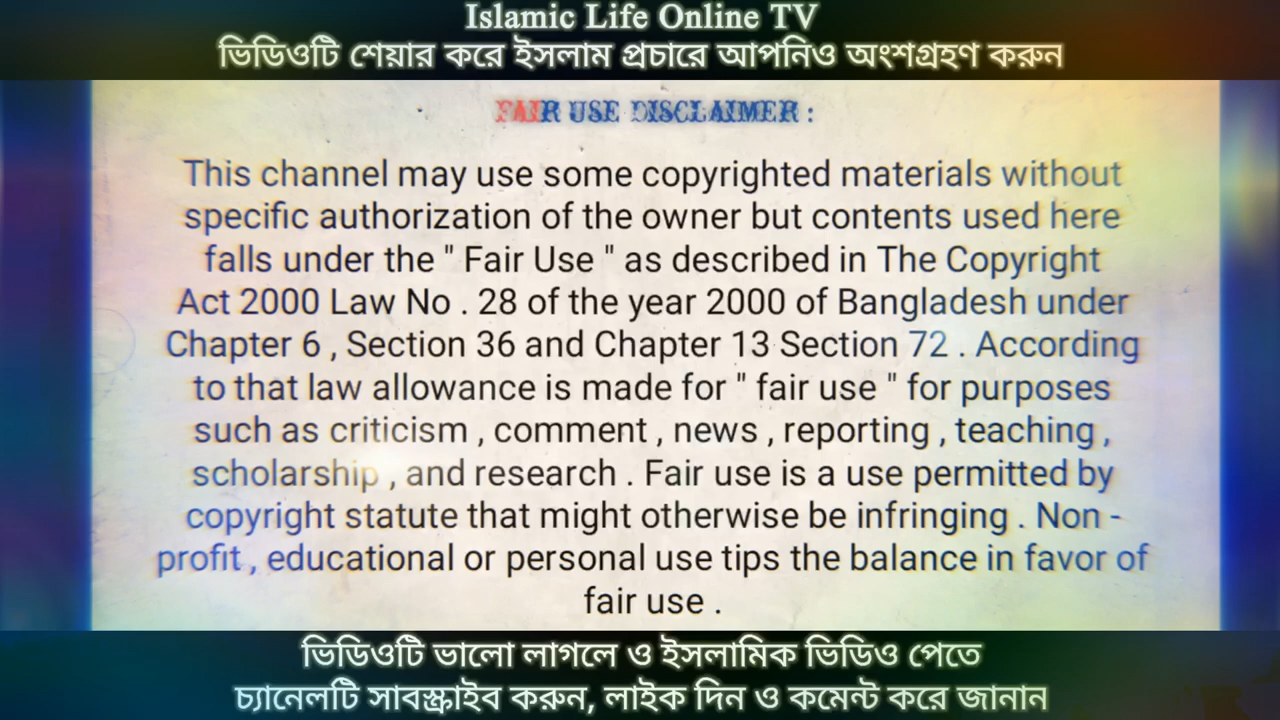 Islamic Life Online TV
ভিডিওটি শেয়ার করে ইসলাম প্রচারে আপনিও অংশগ্রহণ করুন
FAIR USE DISCLAIMER :
This channel may use some copyrighted materials without
specific authorization of the owner but contents used here
falls under the " Fair Use " as described in The Copyright
Act 2000 Law No . 28 of the year 2000 of Bangladesh under
Chapter 6 , Section 36 and Chapter 13 Section 72 . According
to that law allowance is made for " fair use " for purposes
such as criticism , comment , news , reporting , teaching ,
scholarship , and research . Fair use is a use permitted by
copyright statute that might otherwise be infringing . Non -
profit , educational or personal use tips the balance in favor of
fair use .
ভিডিওটি ভালো লাগলে ও ইসলামিক ভিডিও পেতে
চ্যানেলটি সাবস্ক্রাইব করুন, লাইক দিন ও কমেন্ট করে জানান